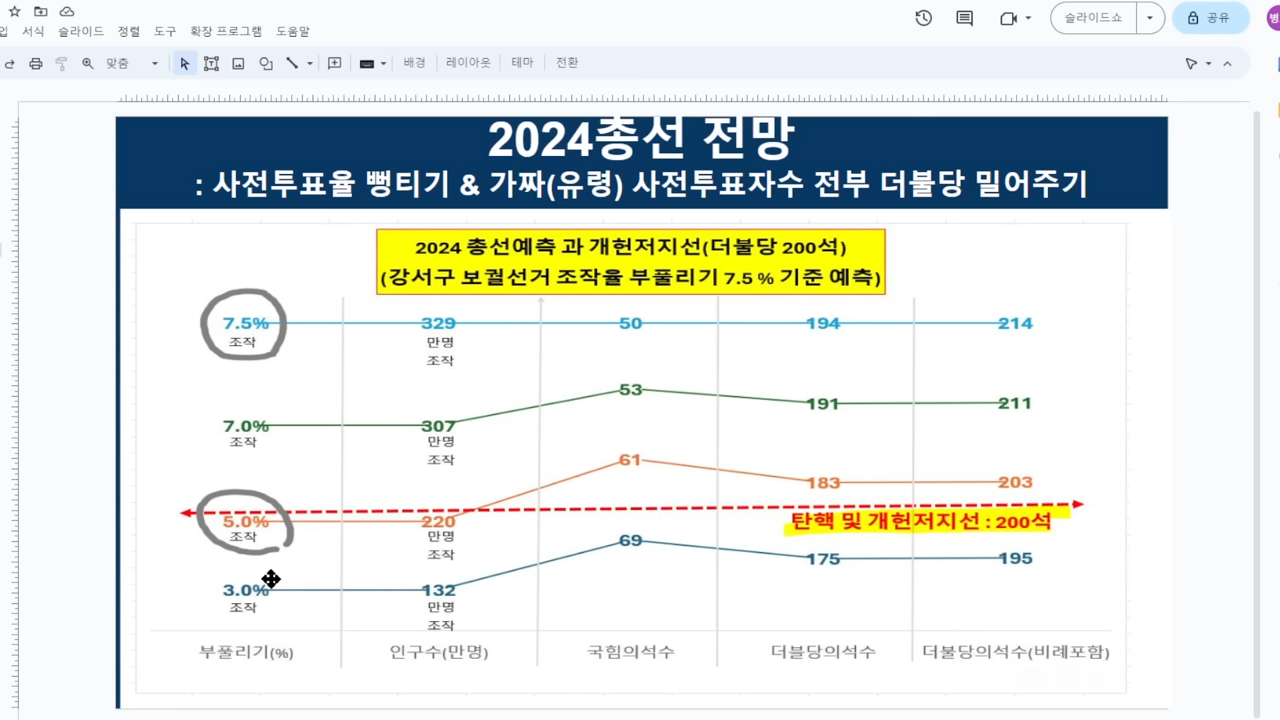 입 서식 슬라이드 정렬 도구 확장 프로그램 도움말
슬라이드쇼
공유
병
맞춤
배경 레이아웃 테마 전환
2024총선 전망
: 사전투표율 뻥티기 & 가짜(유령) 사전투표자수 전부 더불당 밀어주기
2024 총선예측 과 개헌저지선(더불당 200석)
(강서구 보궐선거 조작율 부풀리기 7.5 % 기준 예측)
7.5% 329 50 194 214
조작 만명
조작
53
191 211
7.0% 307
조작 만명
조작
61
183 203
5.0% 220
탄핵 및 개헌저지선 : 200석
조작 만명
조작
69
175 195
3.0% 132
조작 만명
조작
부풀리기(%) 인구수(만명) 국힘의석수 더블당의석수 더불당의석수(비례포함)